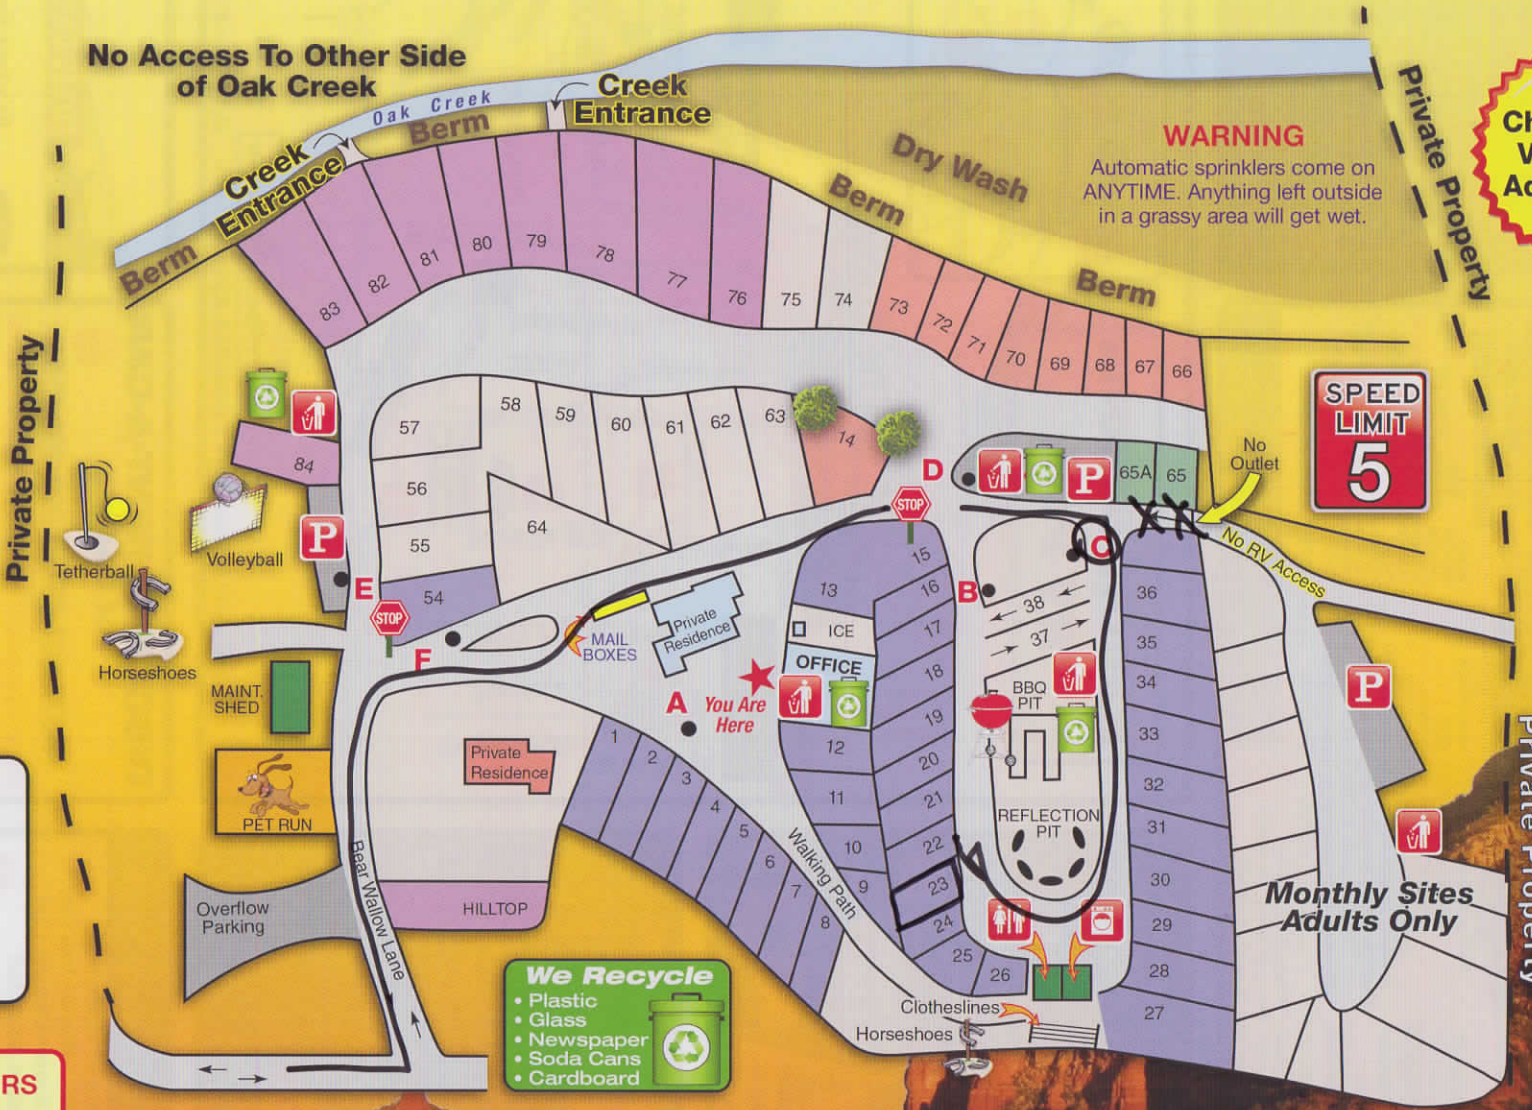 No Access To Other Side
of Oak Creek
Oak Creek
Creek
Entrance
Berm
Creek
Entrance
Berm
Dry Wash
Berm
Berm
WARNING
Automatic sprinklers come on
ANYTIME. Anything left outside
in a grassy area will get wet.
Private Property
83
82
81
80
79
78
77
76
75
74
73
72
71
70
69
68
67
66
SPEED
LIMIT
5
No
Outlet
No RV Access
Private Property
84
P
Volleyball
Tetherball
Horseshoes
57
58
59
60
61
62
63
14
56
55
64
54
D
P
65A
65
STOP
E
STOP
F
MAIL
BOXES
Private
Residence
A
You Are
Here
13
ICE
OFFICE
12
11
10
9
15
16
17
18
19
20
21
22
23
24
25
26
B
C
38
37
BBQ
PIT
REFLECTION
PIT
36
35
34
33
32
31
30
29
28
27
P
Monthly Sites
Adults Only
Private Property
MAINT.
SHED
PET RUN
Private
Residence
HILLTOP
1
2
3
4
5
6
7
8
Walking Path
Overflow
Parking
Bear Wallow Lane
Clotheslines
Horseshoes
We Recycle
• Plastic
• Glass
• Newspaper
• Soda Cans
• Cardboard
RS